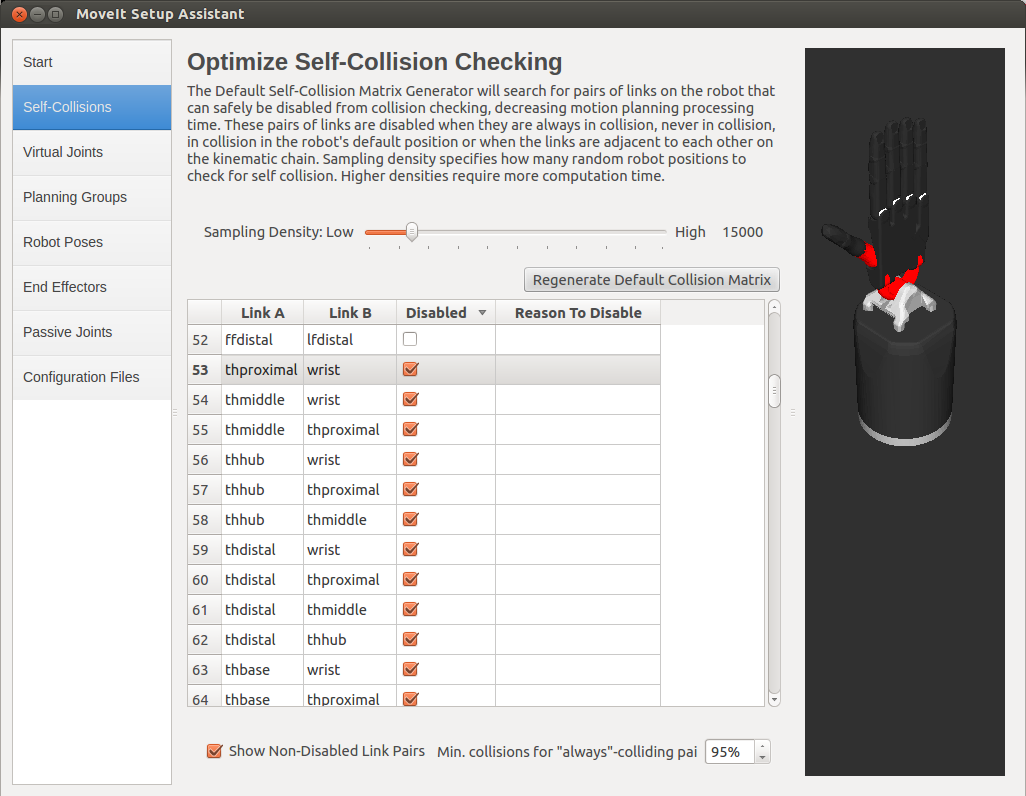 MoveIt Setup Assistant
Start
Self-Collisions
Virtual Joints
Planning Groups
Robot Poses
End Effectors
Passive Joints
Configuration Files
Optimize Self-Collision Checking
The Default Self-Collision Matrix Generator will search for pairs of links on the robot that
can safely be disabled from collision checking, decreasing motion planning processing
time. These pairs of links are disabled when they are always in collision, never in collision,
in collision in the robot's default position or when the links are adjacent to each other on
the kinematic chain. Sampling density specifies how many random robot positions to
check for self collision. Higher densities require more computation time.
Sampling Density: Low High 15000
Regenerate Default Collision Matrix
Link A Link B Disabled Reason To Disable
52 ffdistal lfdistal
53 thproximal wrist
54 thmiddle wrist
55 thmiddle thproximal
56 thhub wrist
57 thhub thproximal
58 thhub thmiddle
59 thdistal wrist
60 thdistal thproximal
61 thdistal thmiddle
62 thdistal thhub
63 thbase wrist
64 thbase thproximal
Show Non-Disabled Link Pairs Min. collisions for "always"-colliding pai 95%